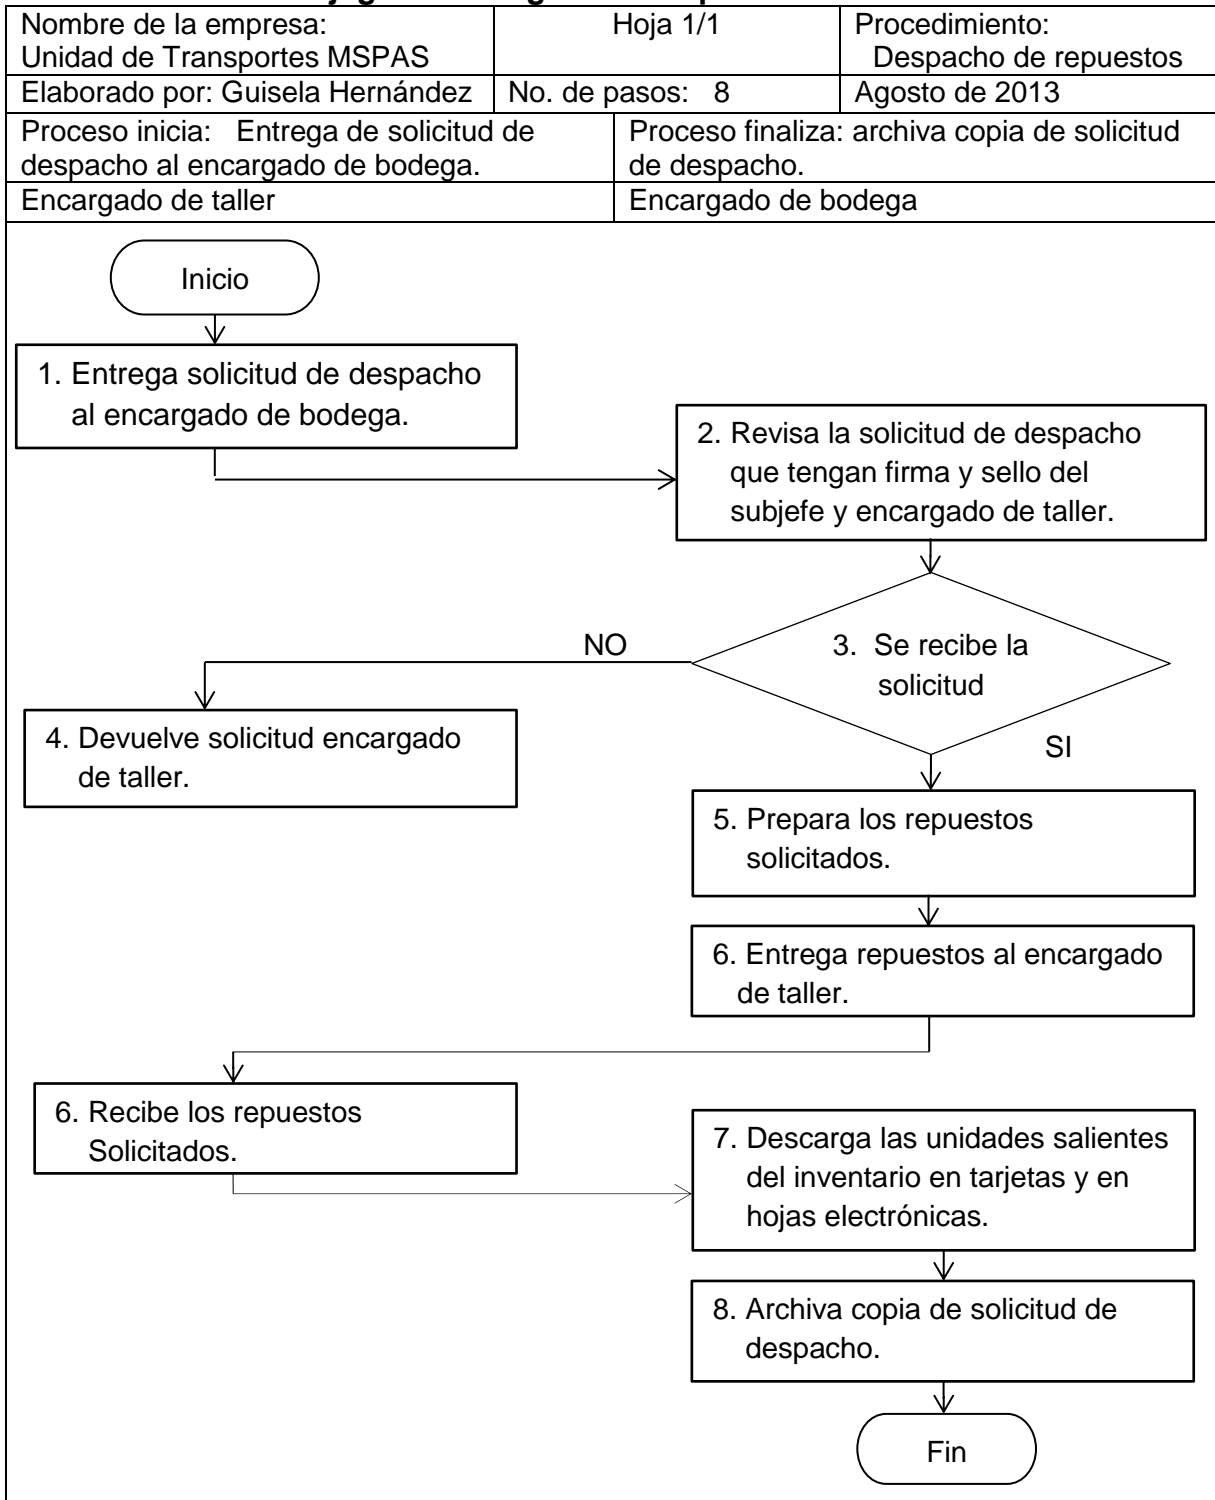 Nombre de la empresa:
Unidad de Transportes MSPAS
Hoja 1/1
Procedimiento:
Despacho de repuestos
Elaborado por: Guisela Hernández
No. de pasos: 8
Agosto de 2013
Proceso inicia: Entrega de solicitud de
despacho al encargado de bodega.
Proceso finaliza: archiva copia de solicitud
de despacho.
Encargado de taller
Encargado de bodega
Inicio
1. Entrega solicitud de despacho
al encargado de bodega.
2. Revisa la solicitud de despacho
que tengan firma y sello del
subjefe y encargado de taller.
3. Se recibe la
solicitud
NO
SI
4. Devuelve solicitud encargado
de taller.
5. Prepara los repuestos
solicitados.
6. Entrega repuestos al encargado
de taller.
6. Recibe los repuestos
Solicitados.
7. Descarga las unidades salientes
del inventario en tarjetas y en
hojas electrónicas.
8. Archiva copia de solicitud de
despacho.
Fin